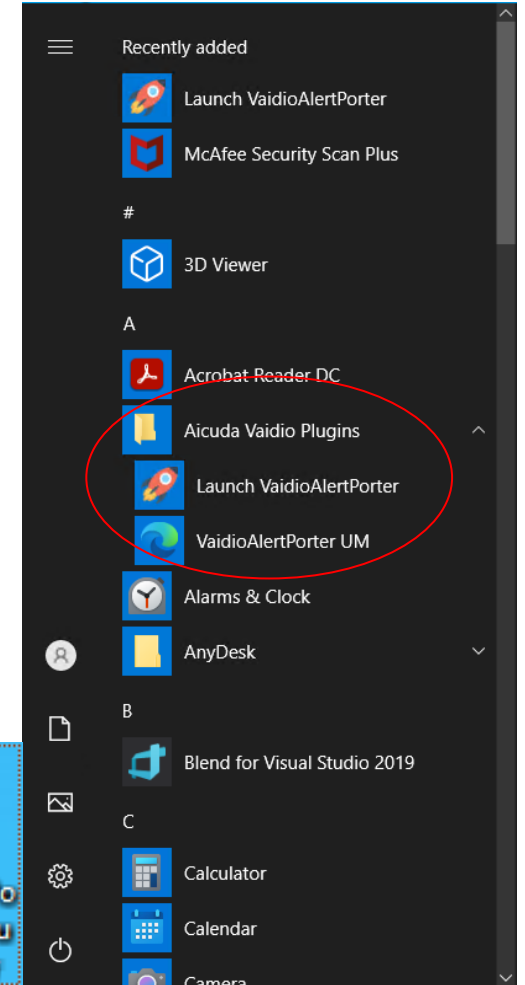 Recently added
Launch VaidioAlertPorter
McAfee Security Scan Plus
#
3D Viewer
A
Acrobat Reader DC
Aicuda Vaidio Plugins
Launch VaidioAlertPorter
VaidioAlertPorter UM
Alarms & Clock
AnyDesk
B
Blend for Visual Studio 2019
C
Calculator
Calendar
Camera